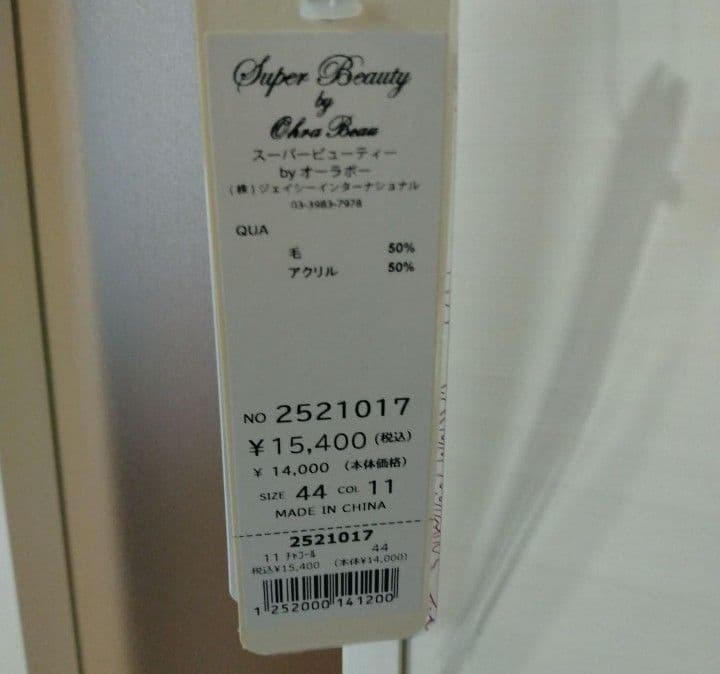 Super Beauty
by
Ohra Beau
スーパービューティー
by オーラボー
(株)ジェイシーインターナショナル
03-3983-7978
QUA
毛 50%
アクリル 50%
NO 2521017
¥15,400(税込)
¥ 14,000 (本体価格)
SIZE 44 COL 11
MADE IN CHINA
2521017
11 ﾁｬｺｰﾙ 44
税込¥15,400 (本体¥14,000)
1 252000 141200